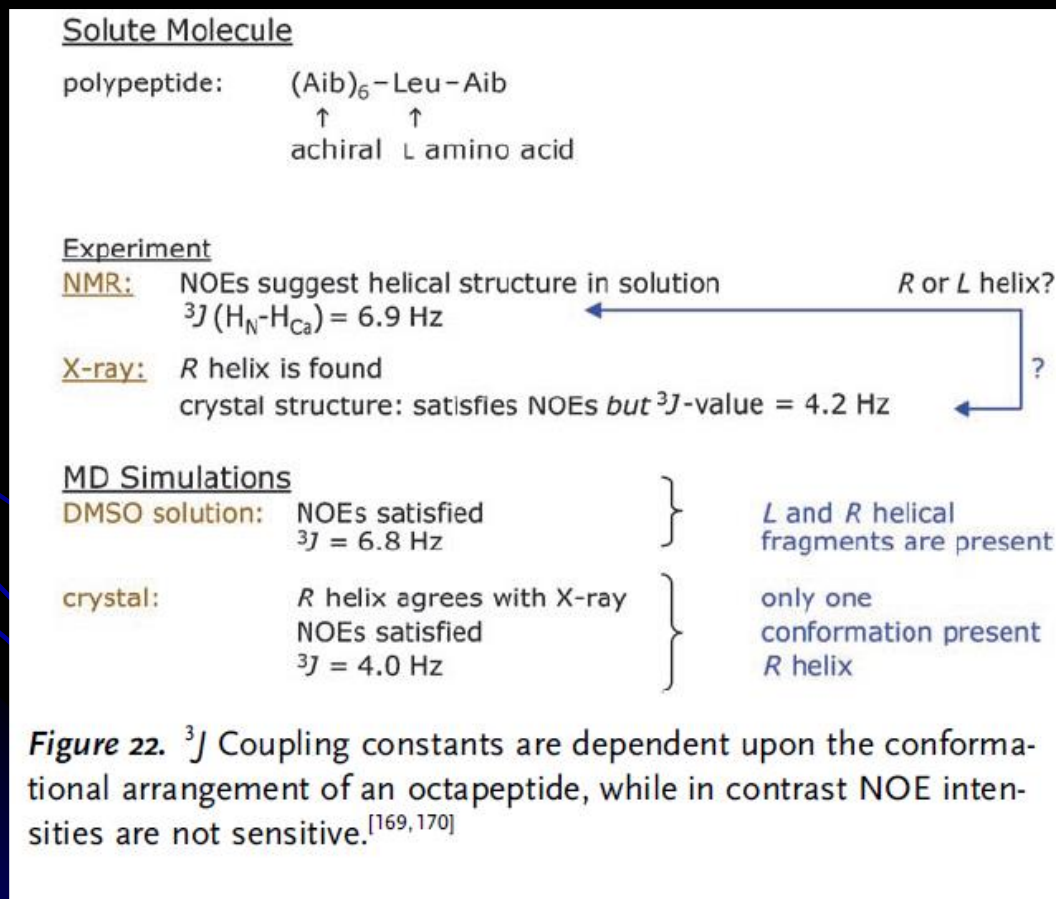 Solute Molecule
polypeptide: (Aib)₆–Leu–Aib
↑ ↑
achiral L amino acid
Experiment
NMR: NOEs suggest helical structure in solution R or L helix?
³J(H_N-H_Ca) = 6.9 Hz
X-ray: R helix is found ?
crystal structure: satisfies NOEs but ³J-value = 4.2 Hz
MD Simulations
DMSO solution: NOEs satisfied L and R helical
³J = 6.8 Hz fragments are present
crystal: R helix agrees with X-ray only one
NOEs satisfied conformation present
³J = 4.0 Hz R helix
Figure 22. ³J Coupling constants are dependent upon the conforma-
tional arrangement of an octapeptide, while in contrast NOE inten-
sities are not sensitive.[169,170]